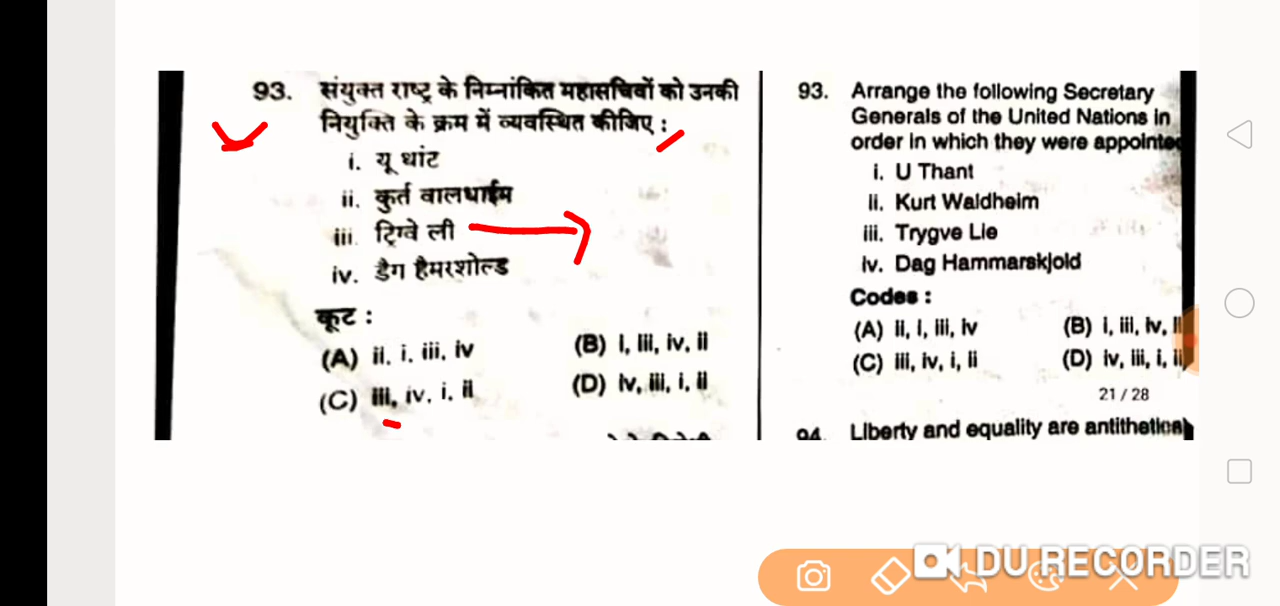 93. संयुक्त राष्ट्र के निम्नांकित महासचिवों को उनकी
नियुक्ति के क्रम में व्यवस्थित कीजिए :
i. यू थांट
ii. कुर्त वालधाईम
iii. ट्रिग्वे ली
iv. डैग हैमरशोल्ड
कूट :
(A) ii. i. iii, iv (B) i, iii, iv, ii
(C) iii, iv, i, ii (D) iv, iii, i, ii
93. Arrange the following Secretary
Generals of the United Nations in
order in which they were appointed
i. U Thant
ii. Kurt Waldheim
iii. Trygve Lie
iv. Dag Hammarskjold
Codes :
(A) ii, i, iii, iv (B) i, iii, iv, ii
(C) iii, iv, i, ii (D) iv, iii, i, ii
21 / 28
94. Liberty and equality are antithetical
DU RECORDER